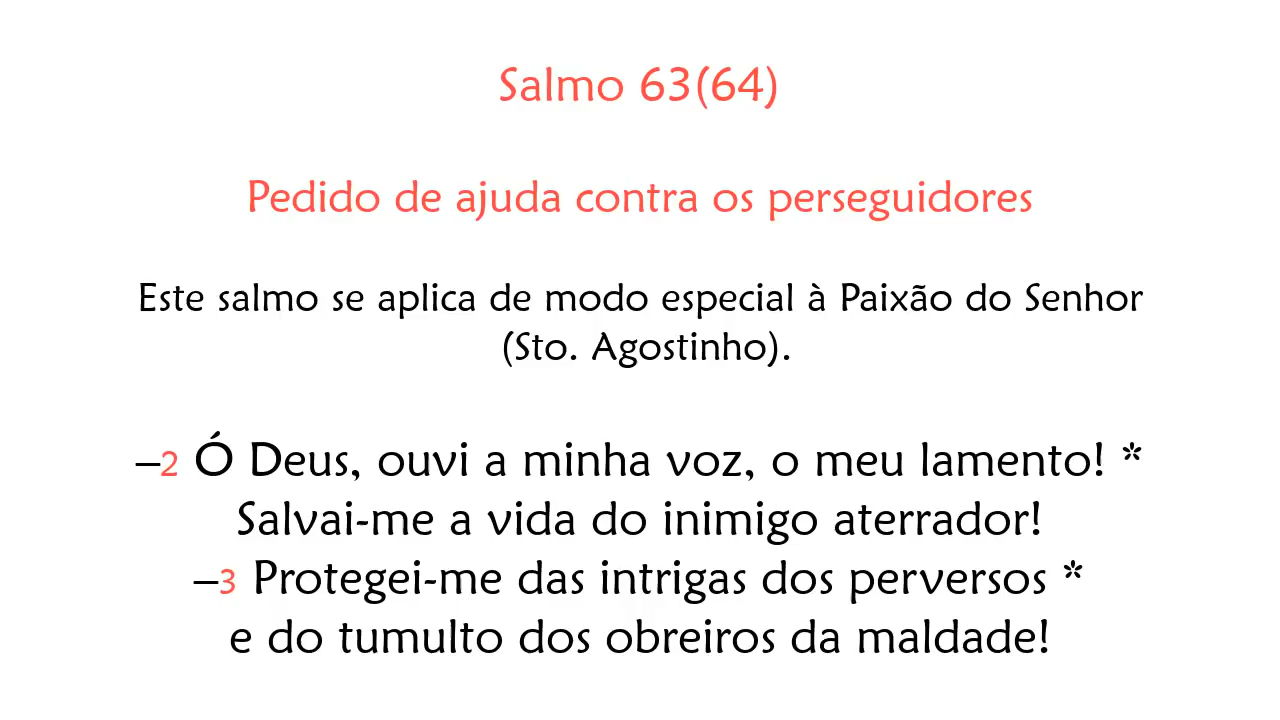 Salmo 63(64)
Pedido de ajuda contra os perseguidores
Este salmo se aplica de modo especial à Paixão do Senhor
(Sto. Agostinho).
–2 Ó Deus, ouvi a minha voz, o meu lamento! *
Salvai-me a vida do inimigo aterrador!
–3 Protegei-me das intrigas dos perversos *
e do tumulto dos obreiros da maldade!